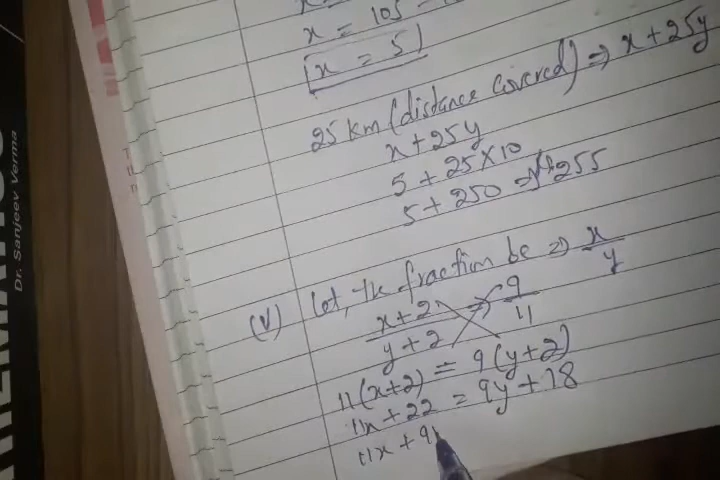 x = 105
x = 5
25 km (distance covered) ⇒ x + 25y
x + 25y
5 + 25 × 10
5 + 250 ⇒ ₹ 255
(V) Let, the fraction be ⇒ x/y
x+2/y+2 ⇒ 9/11
11(x+2) = 9(y+2)
11x + 22 = 9y + 18
11x + 9
Dr. Sanjeev Verma